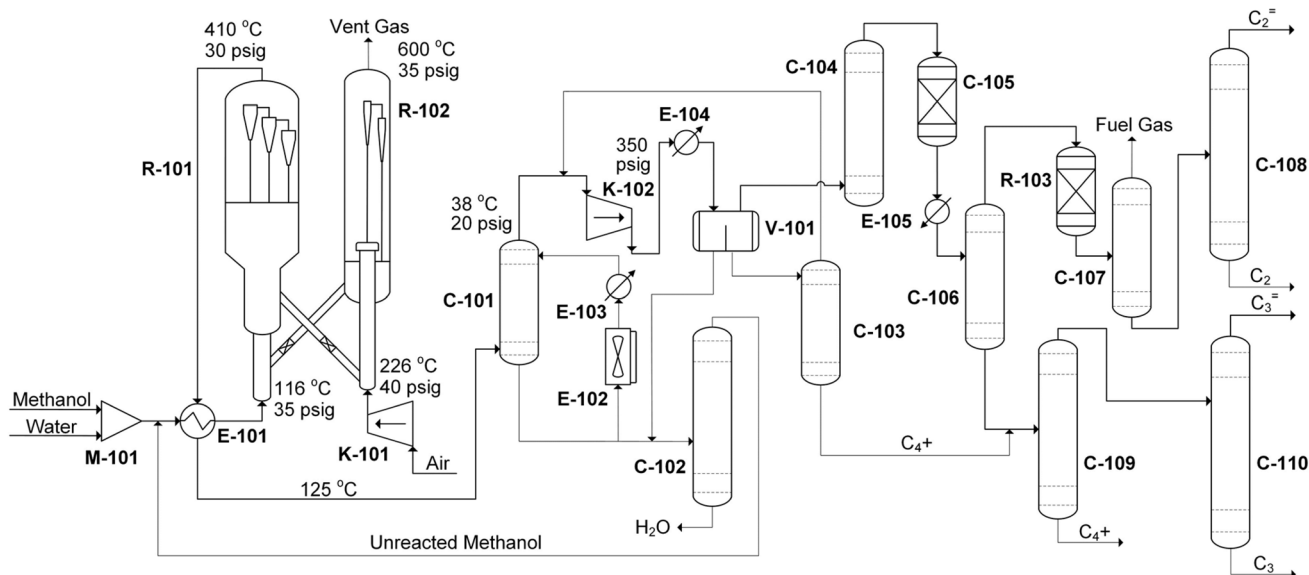 410 °C
30 psig
Vent Gas
600 °C
35 psig
R-102
R-101
E-104
350
psig
K-102
38 °C
20 psig
C-104
C-105
C2=
Fuel Gas
C-108
R-103
V-101
E-105
C-101
E-103
C-106
C-107
C2
C3=
C-103
226 °C
40 psig
116 °C
35 psig
E-102
Methanol
Water
E-101
M-101
K-101
Air
C-102
C4+
C-109
C-110
125 °C
H2O
Unreacted Methanol
C4+
C3